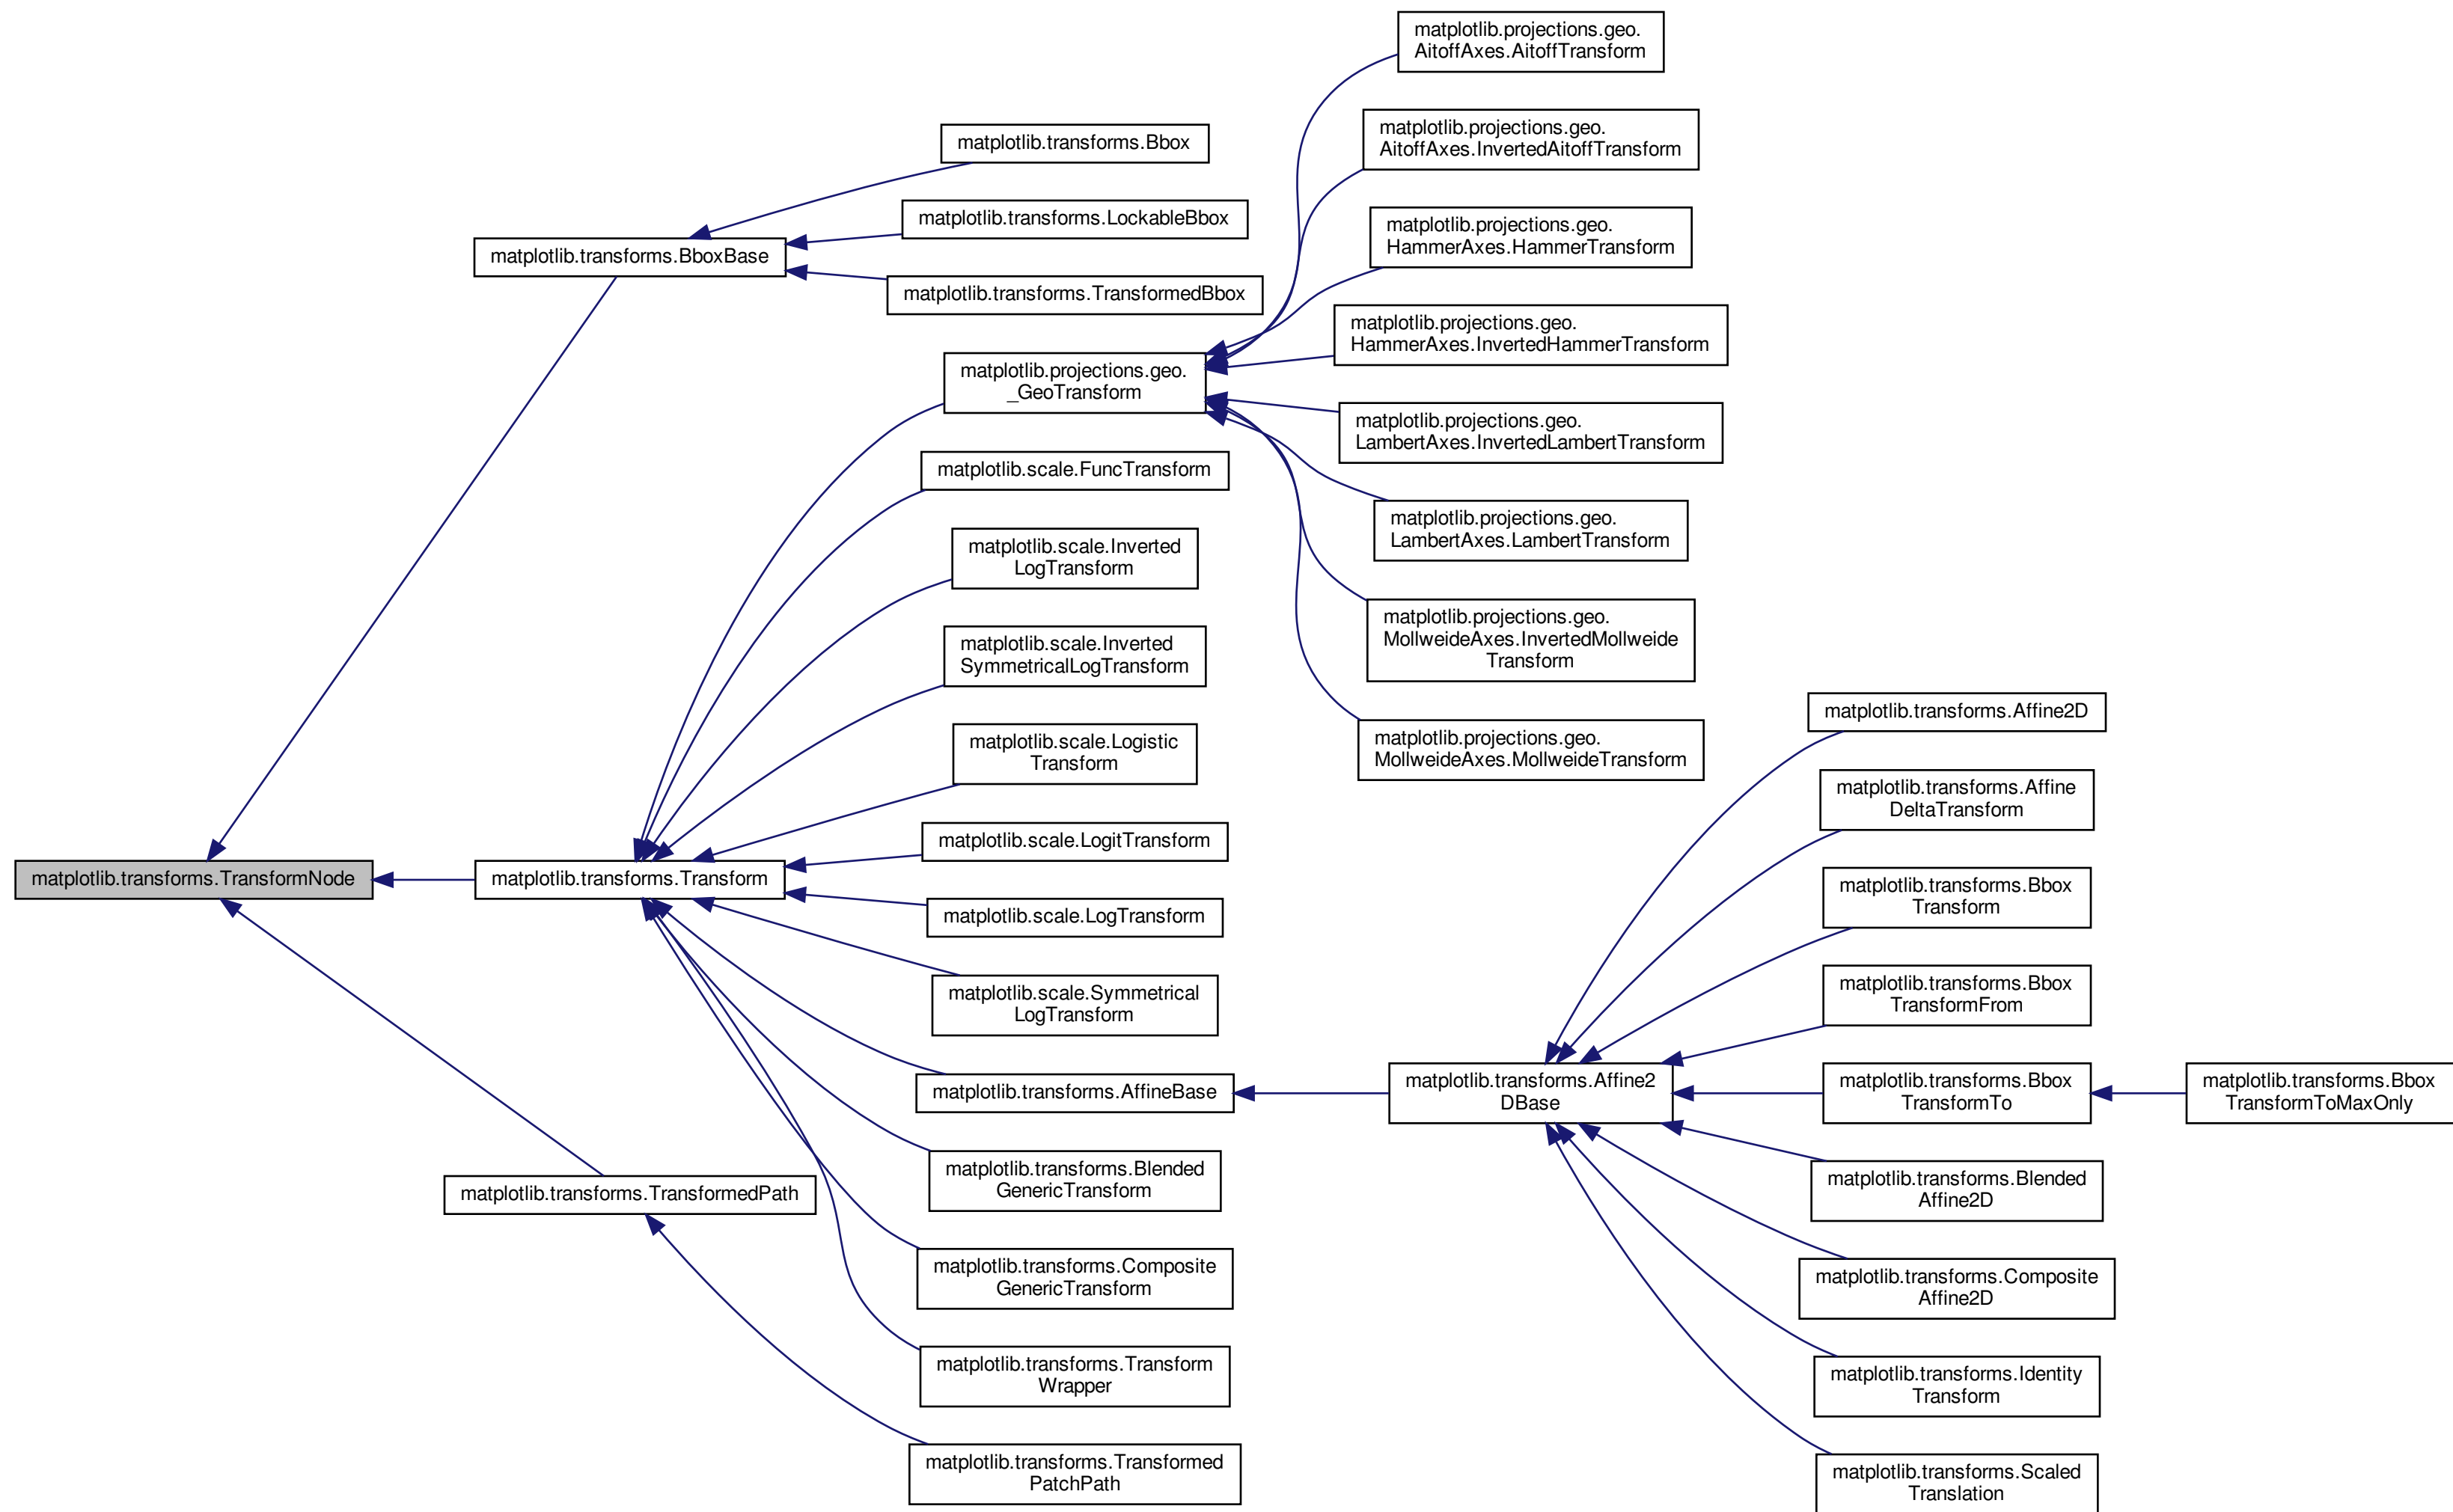 matplotlib.transforms.TransformNode
matplotlib.transforms.BboxBase
matplotlib.transforms.Transform
matplotlib.transforms.TransformedPath
matplotlib.transforms.Bbox
matplotlib.transforms.LockableBbox
matplotlib.transforms.TransformedBbox
matplotlib.projections.geo.
_GeoTransform
matplotlib.scale.FuncTransform
matplotlib.scale.Inverted
LogTransform
matplotlib.scale.Inverted
SymmetricalLogTransform
matplotlib.scale.Logistic
Transform
matplotlib.scale.LogitTransform
matplotlib.scale.LogTransform
matplotlib.scale.Symmetrical
LogTransform
matplotlib.transforms.AffineBase
matplotlib.transforms.Blended
GenericTransform
matplotlib.transforms.Composite
GenericTransform
matplotlib.transforms.Transform
Wrapper
matplotlib.transforms.Transformed
PatchPath
matplotlib.projections.geo.
AitoffAxes.AitoffTransform
matplotlib.projections.geo.
AitoffAxes.InvertedAitoffTransform
matplotlib.projections.geo.
HammerAxes.HammerTransform
matplotlib.projections.geo.
HammerAxes.InvertedHammerTransform
matplotlib.projections.geo.
LambertAxes.InvertedLambertTransform
matplotlib.projections.geo.
LambertAxes.LambertTransform
matplotlib.projections.geo.
MollweideAxes.InvertedMollweide
Transform
matplotlib.projections.geo.
MollweideAxes.MollweideTransform
matplotlib.transforms.Affine2
DBase
matplotlib.transforms.Affine2D
matplotlib.transforms.Affine
DeltaTransform
matplotlib.transforms.Bbox
Transform
matplotlib.transforms.Bbox
TransformFrom
matplotlib.transforms.Bbox
TransformTo
matplotlib.transforms.Blended
Affine2D
matplotlib.transforms.Composite
Affine2D
matplotlib.transforms.Identity
Transform
matplotlib.transforms.Scaled
Translation
matplotlib.transforms.Bbox
TransformToMaxOnly